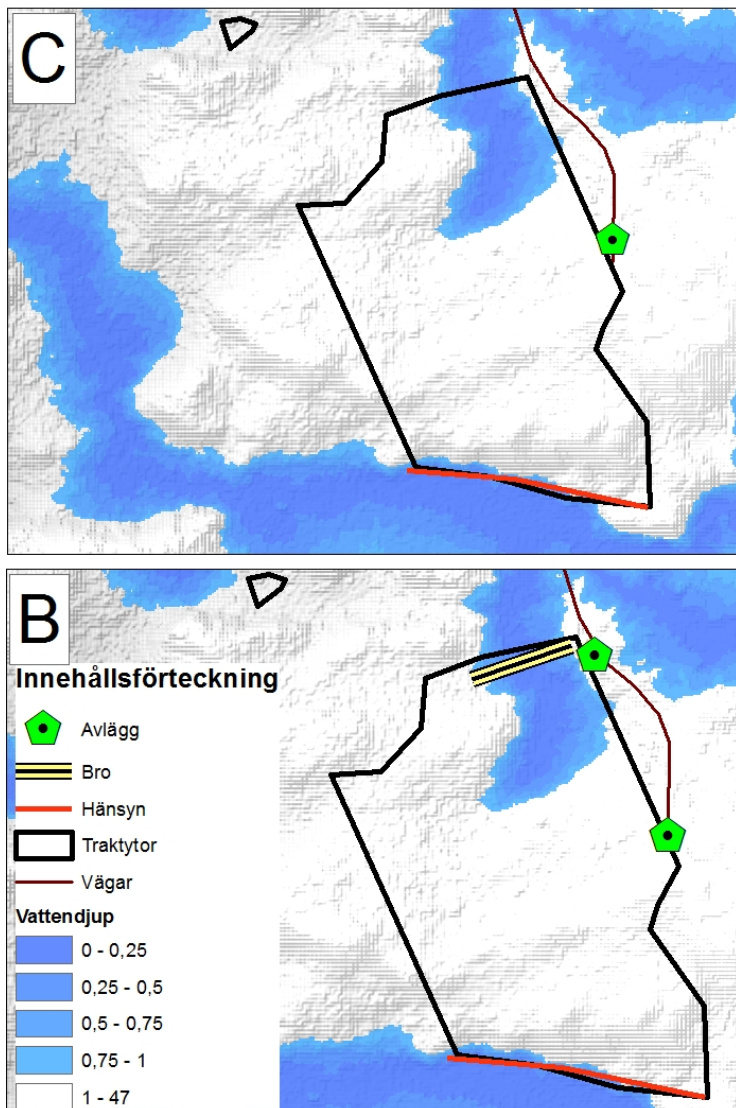 C
B
Innehållsförteckning
Avlägg
Bro
Hänsyn
Traktytor
Vägar
Vattendjup
0 - 0,25
0,25 - 0,5
0,5 - 0,75
0,75 - 1
1 - 47